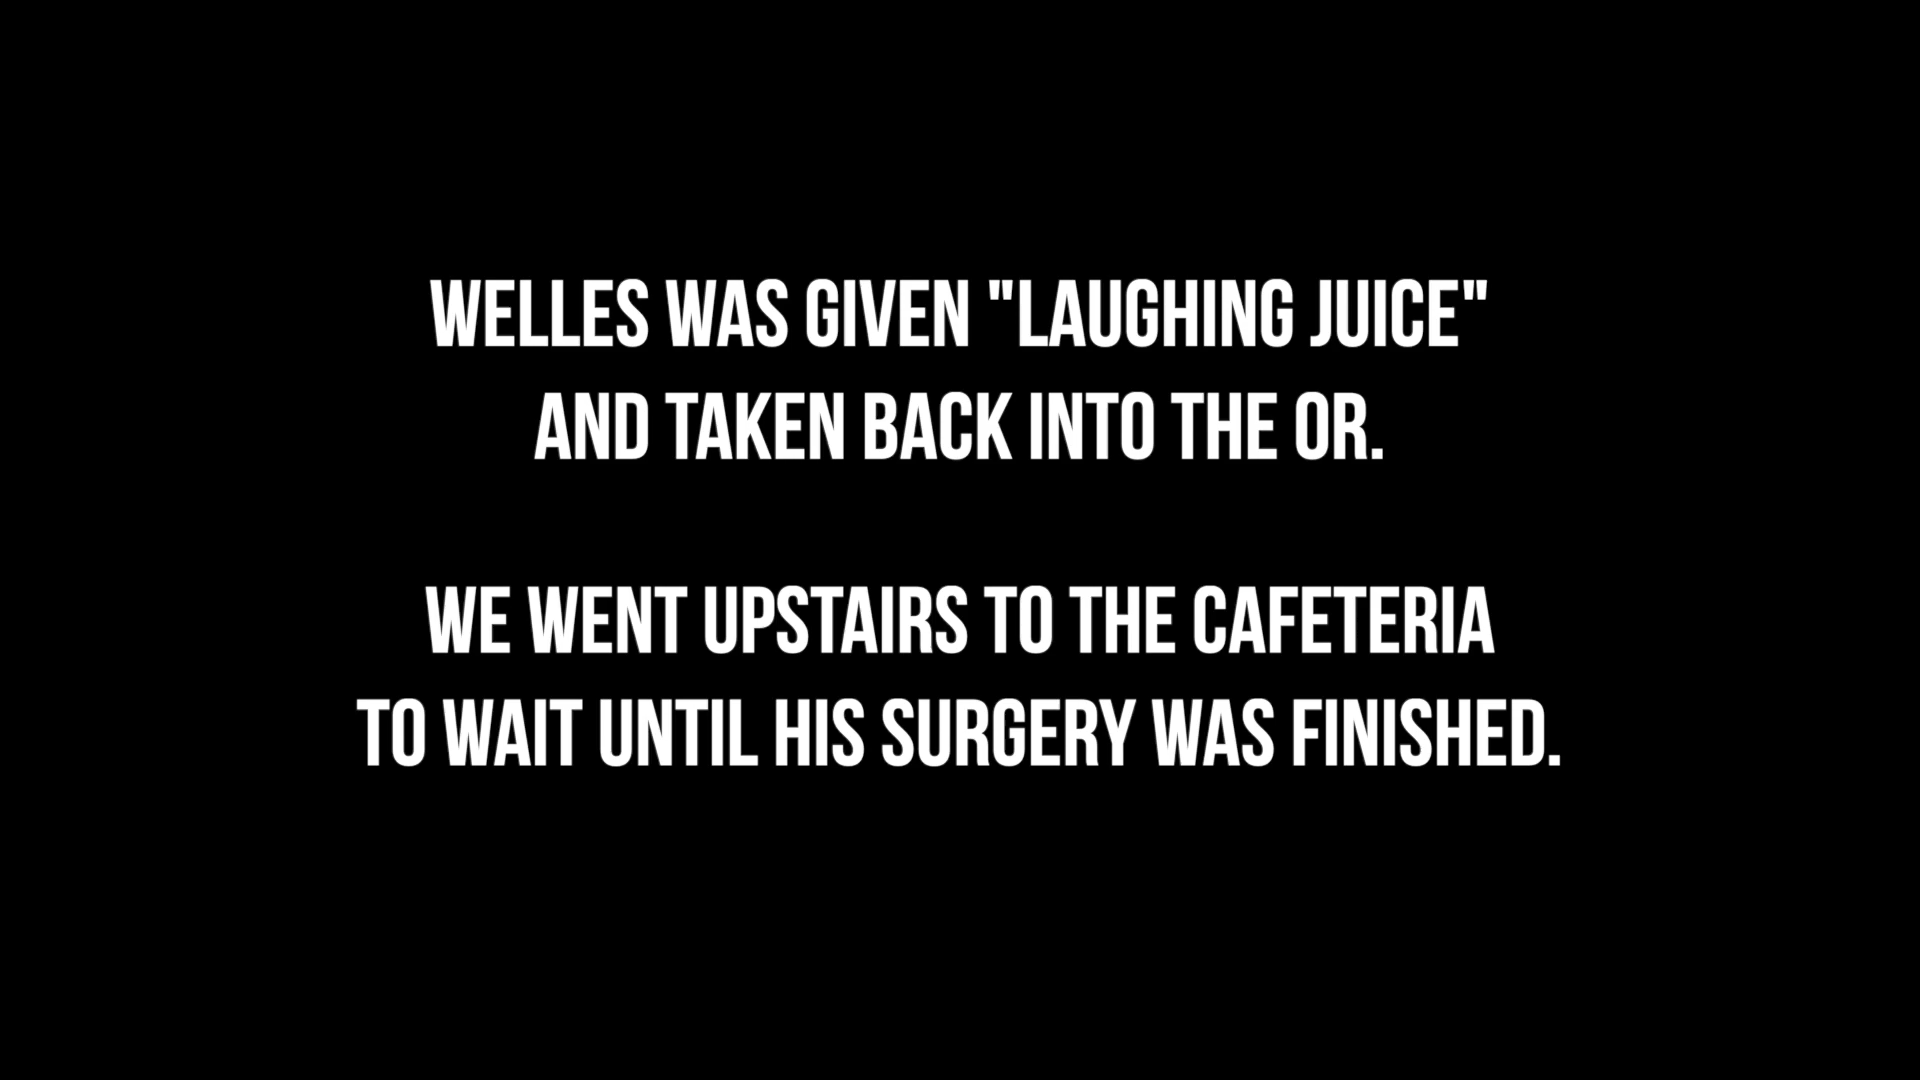 WELLES WAS GIVEN "LAUGHING JUICE"
AND TAKEN BACK INTO THE OR.
WE WENT UPSTAIRS TO THE CAFETERIA
TO WAIT UNTIL HIS SURGERY WAS FINISHED.